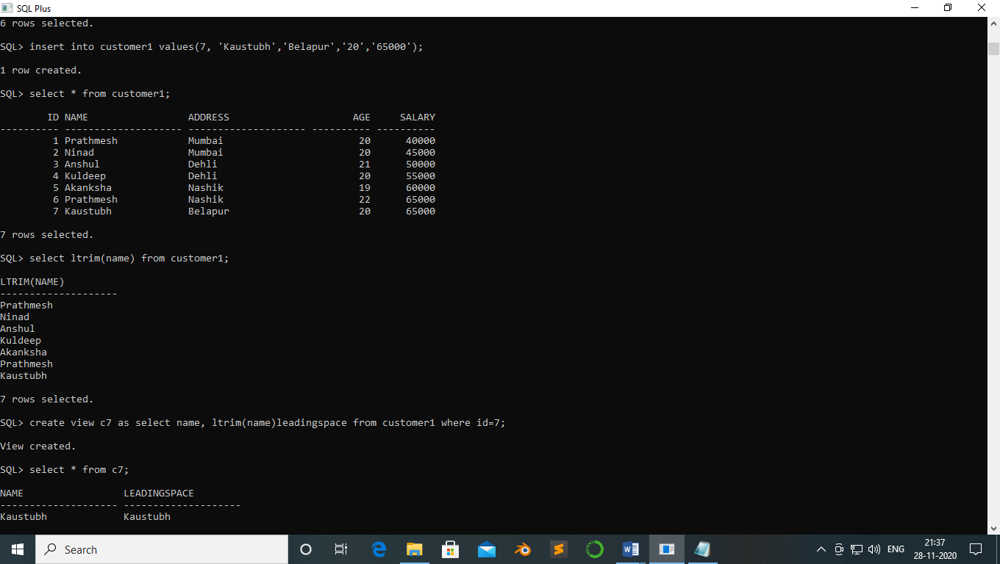 SQL Plus
6 rows selected.
SQL> insert into customer1 values(7, 'Kaustubh','Belapur','20','65000');
1 row created.
SQL> select * from customer1;
ID NAME ADDRESS AGE SALARY
---------- -------------------- -------------------- ---------- ----------
1 Prathmesh Mumbai 20 40000
2 Ninad Mumbai 20 45000
3 Anshul Dehli 21 50000
4 Kuldeep Dehli 20 55000
5 Akanksha Nashik 19 60000
6 Prathmesh Nashik 22 65000
7 Kaustubh Belapur 20 65000
7 rows selected.
SQL> select ltrim(name) from customer1;
LTRIM(NAME)
--------------------
Prathmesh
Ninad
Anshul
Kuldeep
Akanksha
Prathmesh
Kaustubh
7 rows selected.
SQL> create view c7 as select name, ltrim(name)leadingspace from customer1 where id=7;
View created.
SQL> select * from c7;
NAME LEADINGSPACE
-------------------- --------------------
Kaustubh Kaustubh
Search
ENG
21:37
28-11-2020